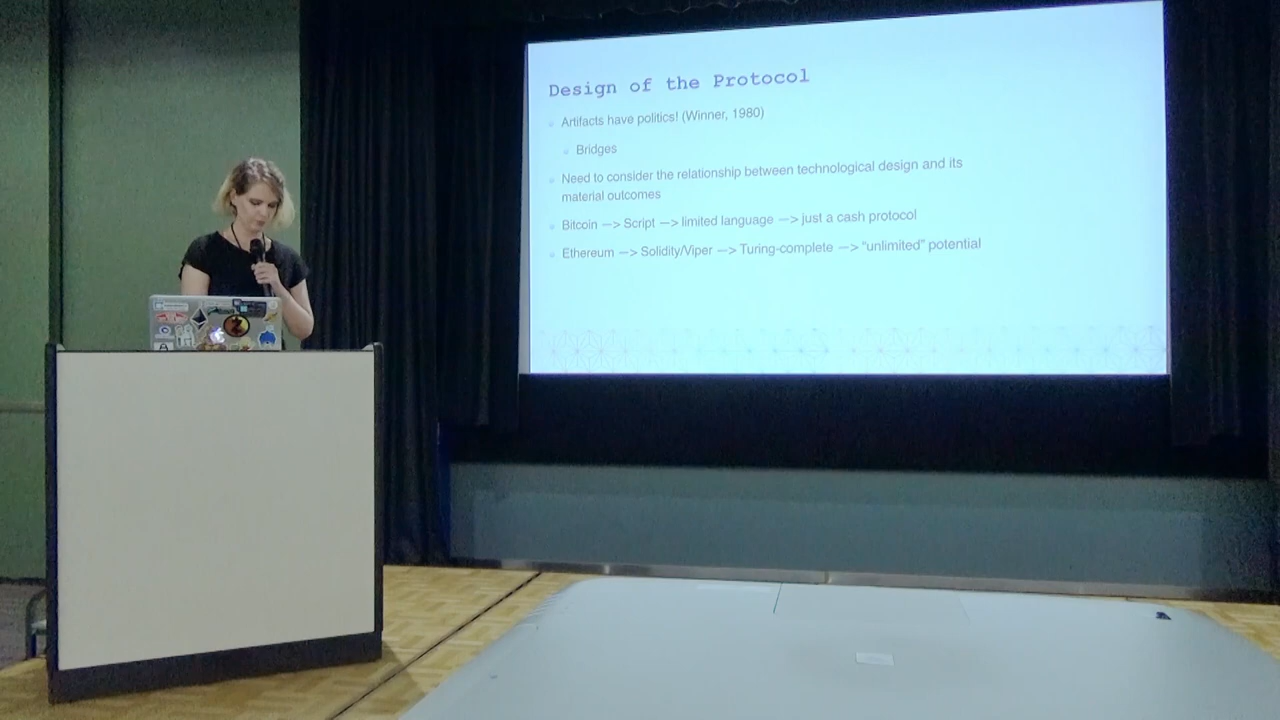 Design of the Protocol
Artifacts have politics! (Winner, 1980)
Bridges
Need to consider the relationship between technological design and its
material outcomes
Bitcoin —> Script —> limited language —> just a cash protocol
Ethereum —> Solidity/Viper —> Turing-complete —> “unlimited” potential